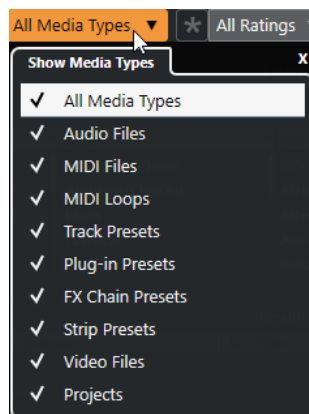 All Media Types All Ratings
Show Media Types X
All Media Types
Audio Files
MIDI Files
MIDI Loops
Track Presets
Plug-in Presets
FX Chain Presets
Strip Presets
Video Files
Projects